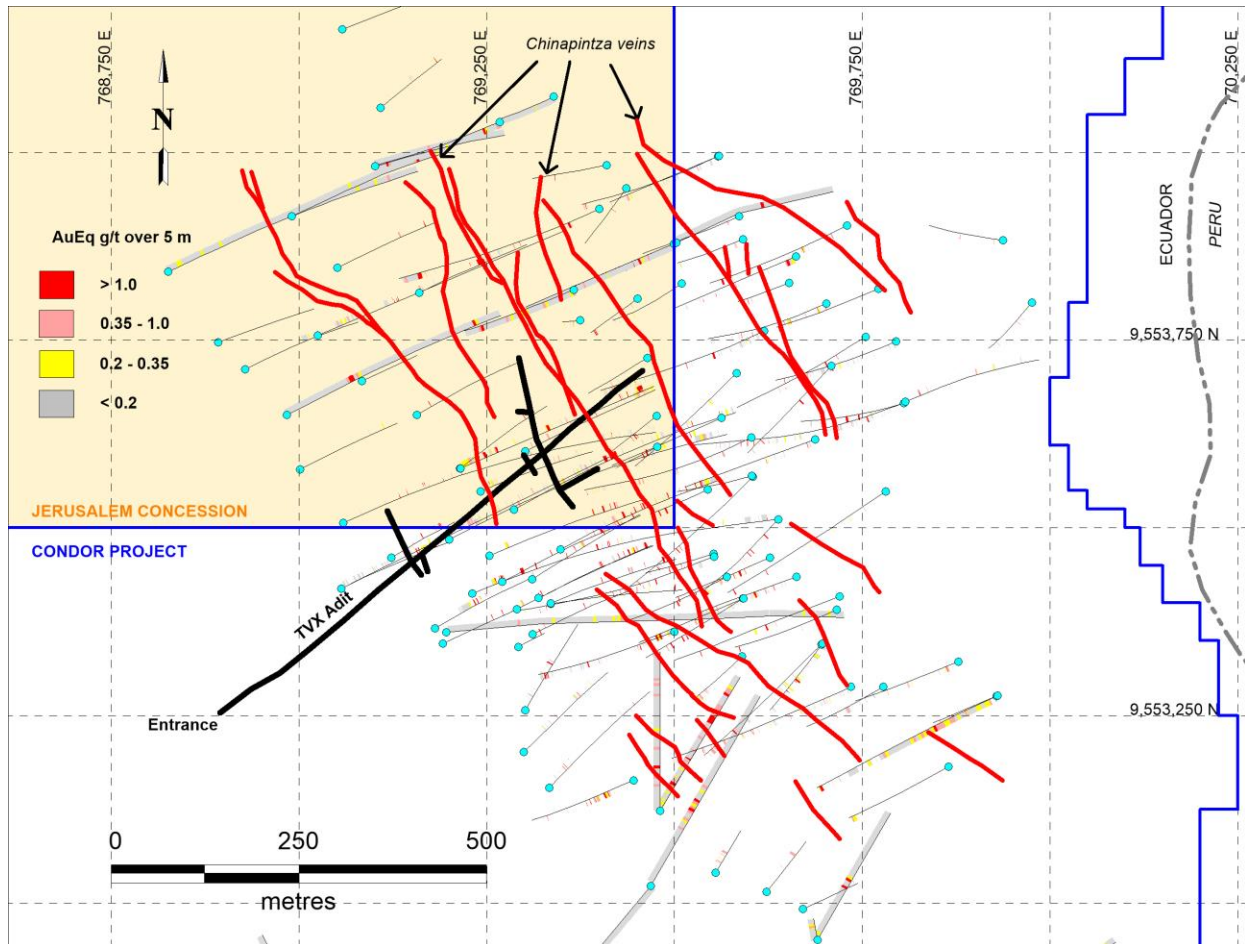 768,750 E
769,250 E
769,750 E
770,250 E
Chinapintza veins
N
AuEq g/t over 5 m
> 1.0
0.35 - 1.0
0,2 - 0.35
< 0.2
ECUADOR
PERU
9,553,750 N
JERUSALEM CONCESSION
CONDOR PROJECT
TVX Adit
Entrance
9,553,250 N
0 250 500
metres